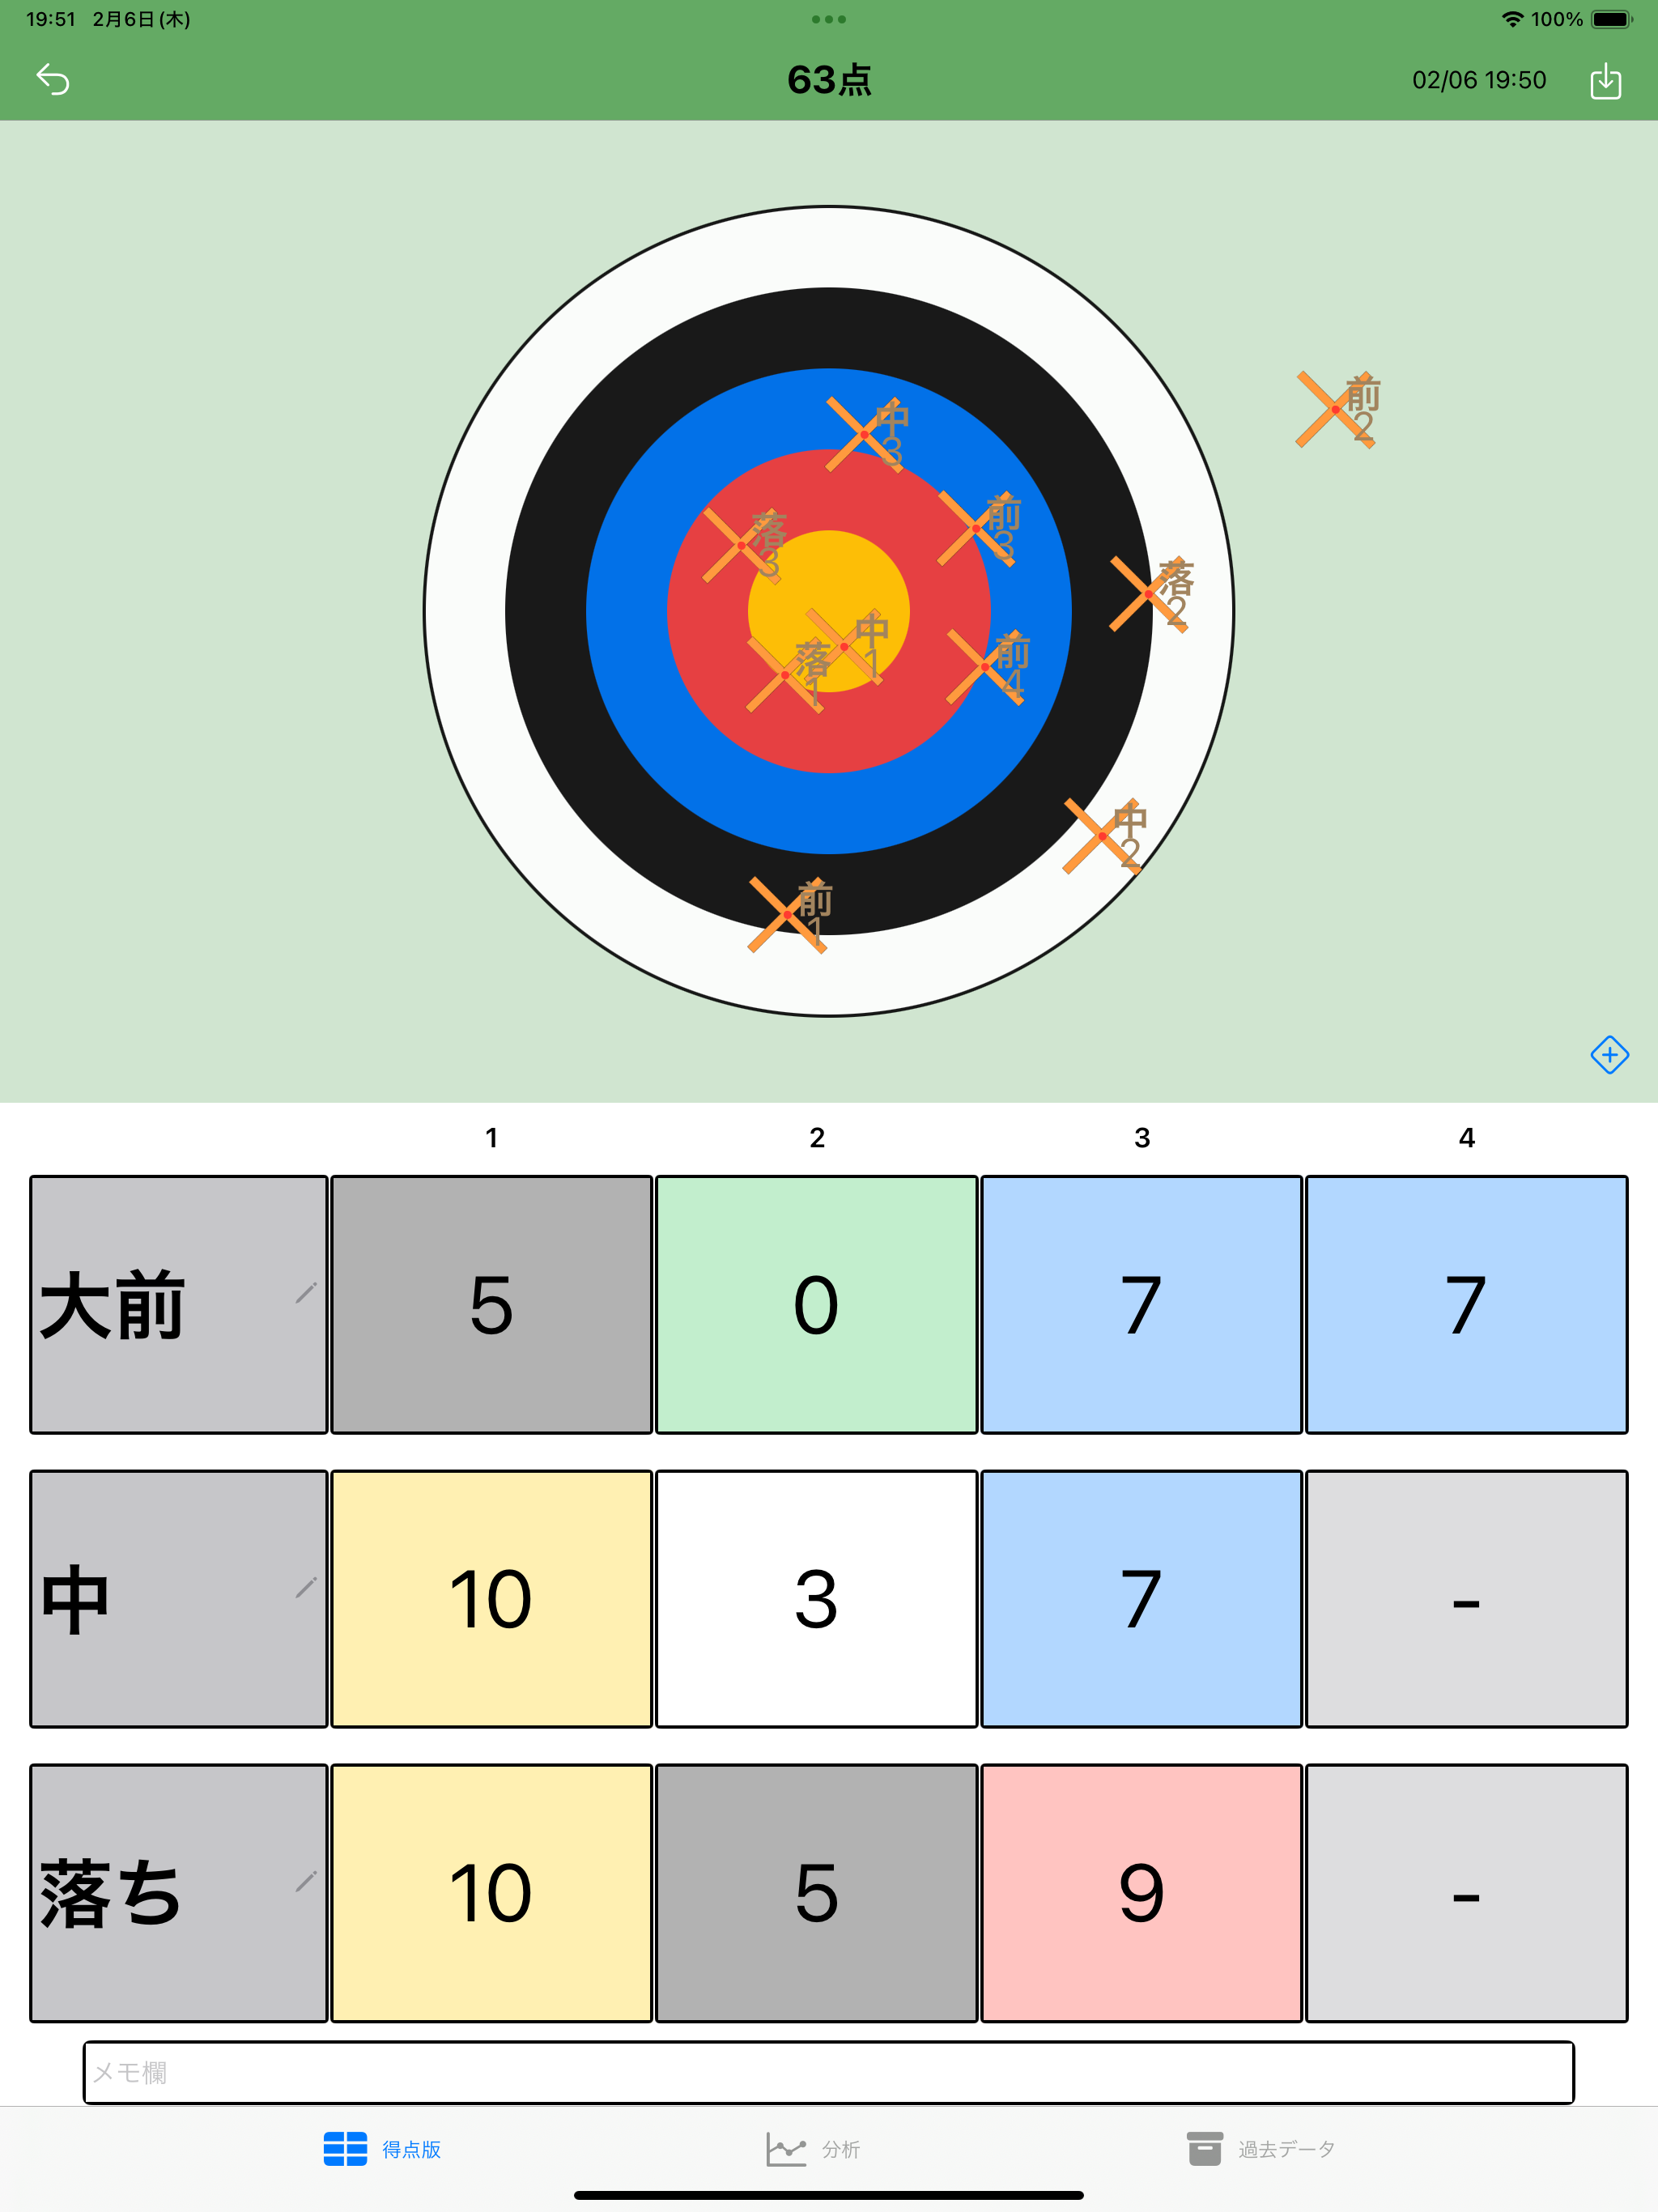 19:51 2月6日(木)
100%
63点
02/06 19:50
前
2
中
3
前
3
落
3
落
2
中
1
落
1
前
4
中
2
前
1
1 2 3 4
大前 5 0 7 7
中 10 3 7 -
落ち 10 5 9 -
メモ欄
得点版 分析 過去データ